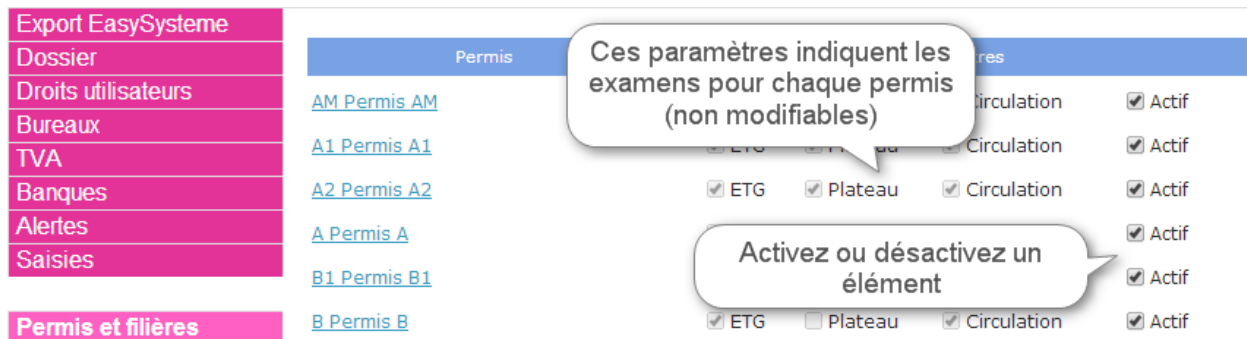 Export EasySysteme
Dossier
Droits utilisateurs
Bureaux
TVA
Banques
Alertes
Saisies
Permis et filières
Permis
Ces paramètres indiquent les
examens pour chaque permis
(non modifiables)
AM Permis AM
Circulation
Actif
A1 Permis A1
ETG
Circulation
Actif
A2 Permis A2
ETG
Plateau
Circulation
Actif
A Permis A
Actif
Activez ou désactivez un
élément
B1 Permis B1
Actif
B Permis B
ETG
Plateau
Circulation
Actif